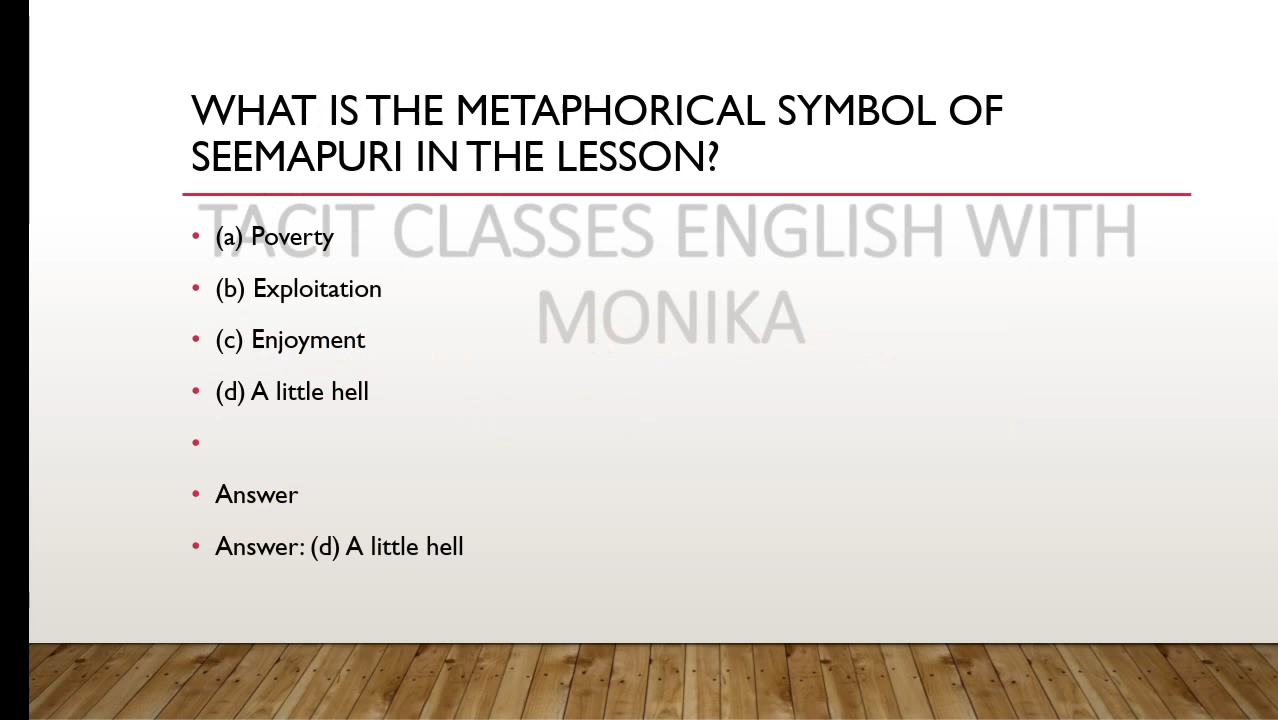 WHAT IS THE METAPHORICAL SYMBOL OF
SEEMAPURI IN THE LESSON?
TACIT CLASSES ENGLISH WITH
MONIKA
• (a) Poverty
• (b) Exploitation
• (c) Enjoyment
• (d) A little hell
•
• Answer
• Answer: (d) A little hell